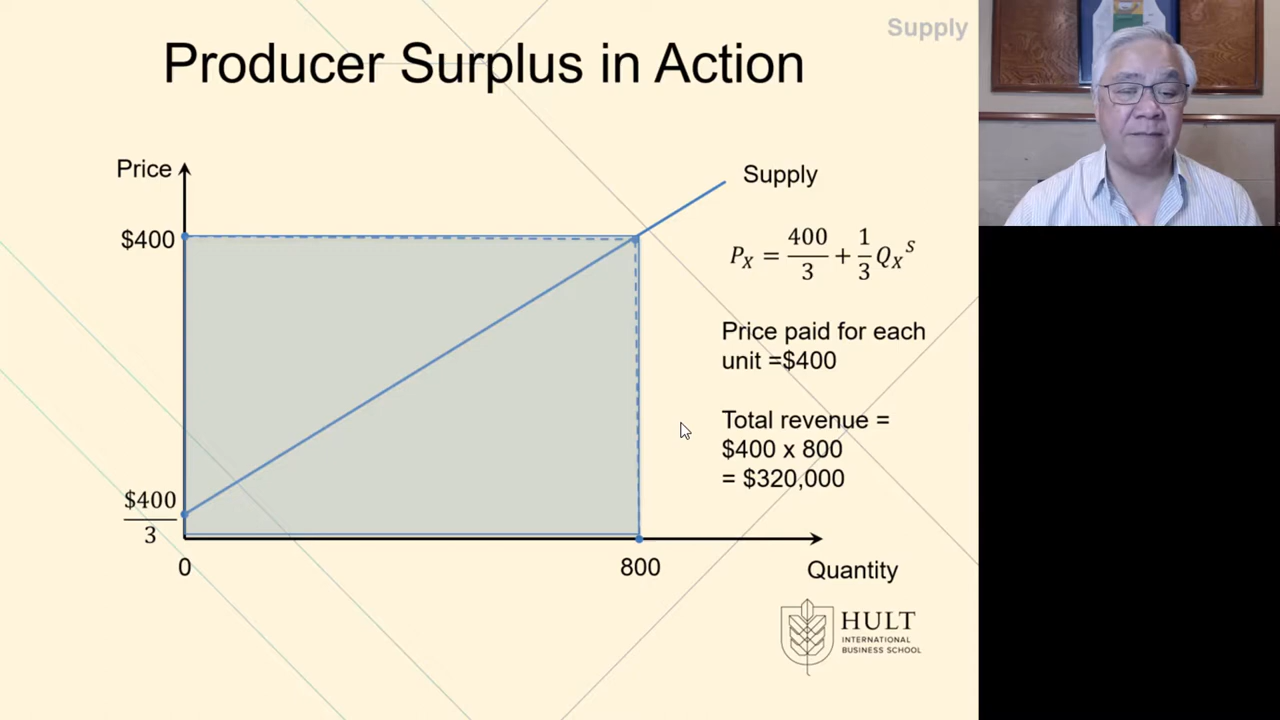 Supply
Producer Surplus in Action
Price
Supply
$400
P_X = 400/3 + 1/3 Q_X^S
Price paid for each
unit =$400
Total revenue =
$400 x 800
= $320,000
$400/3
0
800
Quantity
HULT
INTERNATIONAL
BUSINESS SCHOOL